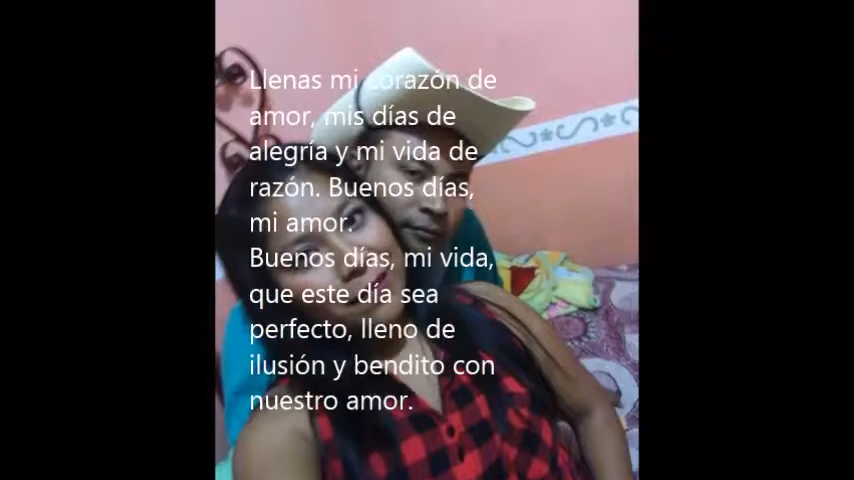 Llenas mi corazón de
amor, mis días de
alegría y mi vida de
razón. Buenos días,
mi amor.
Buenos días, mi vida,
que este día sea
perfecto, lleno de
ilusión y bendito con
nuestro amor.